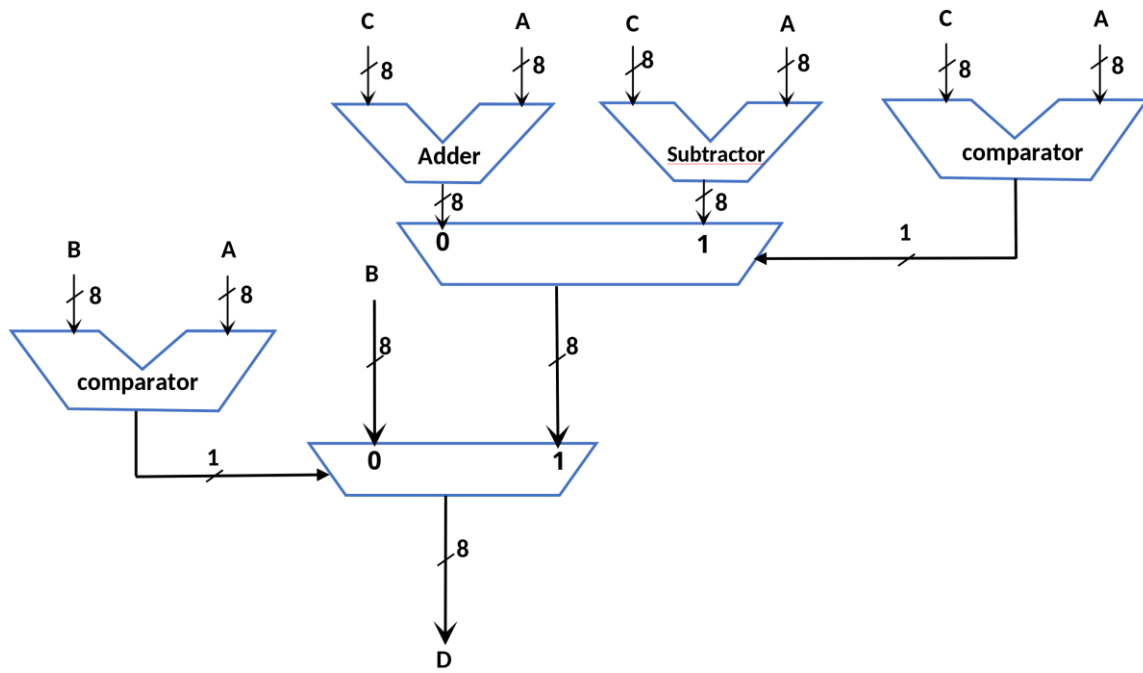 C A C A C A
8 8 8 8 8 8
Adder Subtractor comparator
8 8
0 1 1
B A B
8 8
8 8
comparator
1 0 1
8
D